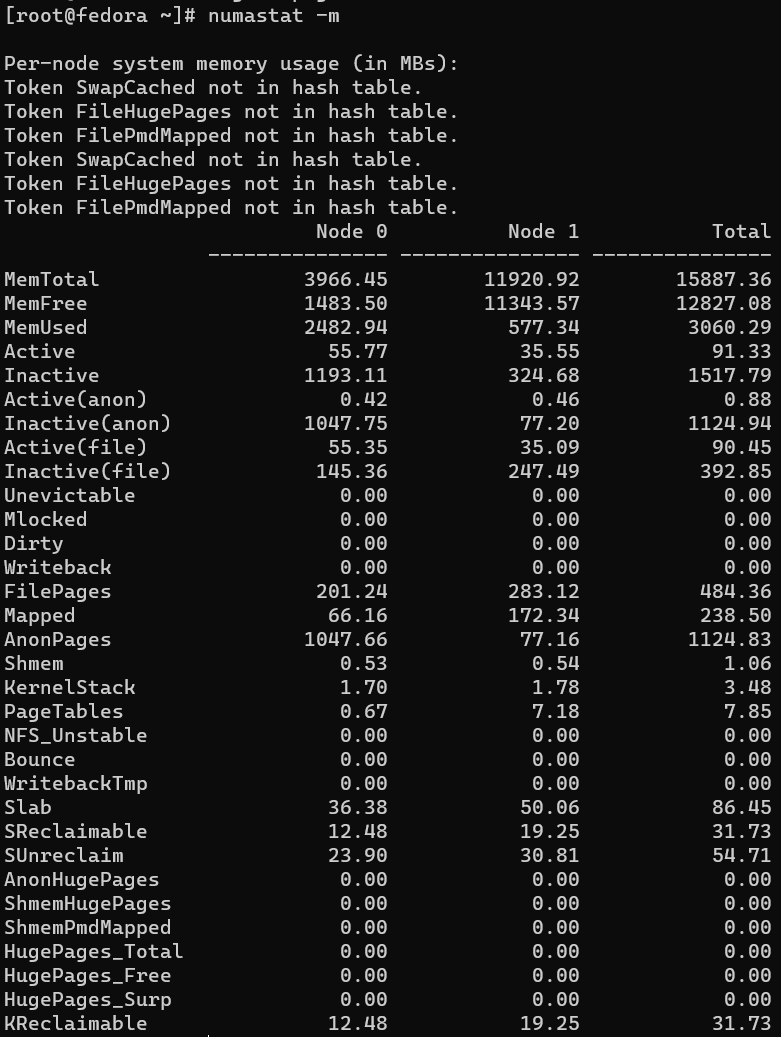 [root@fedora ~]# numastat -m
Per-node system memory usage (in MBs):
Token SwapCached not in hash table.
Token FileHugePages not in hash table.
Token FilePmdMapped not in hash table.
Token SwapCached not in hash table.
Token FileHugePages not in hash table.
Token FilePmdMapped not in hash table.
                          Node 0          Node 1           Total
                 --------------- --------------- ---------------
MemTotal                 3966.45        11920.92        15887.36
MemFree                  1483.50        11343.57        12827.08
MemUsed                  2482.94          577.34         3060.29
Active                     55.77           35.55           91.33
Inactive                 1193.11          324.68         1517.79
Active(anon)                0.42            0.46            0.88
Inactive(anon)           1047.75           77.20         1124.94
Active(file)               55.35           35.09           90.45
Inactive(file)            145.36          247.49          392.85
Unevictable                 0.00            0.00            0.00
Mlocked                     0.00            0.00            0.00
Dirty                       0.00            0.00            0.00
Writeback                   0.00            0.00            0.00
FilePages                 201.24          283.12          484.36
Mapped                     66.16          172.34          238.50
AnonPages                1047.66           77.16         1124.83
Shmem                       0.53            0.54            1.06
KernelStack                 1.70            1.78            3.48
PageTables                  0.67            7.18            7.85
NFS_Unstable                0.00            0.00            0.00
Bounce                      0.00            0.00            0.00
WritebackTmp                0.00            0.00            0.00
Slab                       36.38           50.06           86.45
SReclaimable               12.48           19.25           31.73
SUnreclaim                 23.90           30.81           54.71
AnonHugePages               0.00            0.00            0.00
ShmemHugePages              0.00            0.00            0.00
ShmemPmdMapped              0.00            0.00            0.00
HugePages_Total             0.00            0.00            0.00
HugePages_Free              0.00            0.00            0.00
HugePages_Surp              0.00            0.00            0.00
KReclaimable               12.48           19.25           31.73